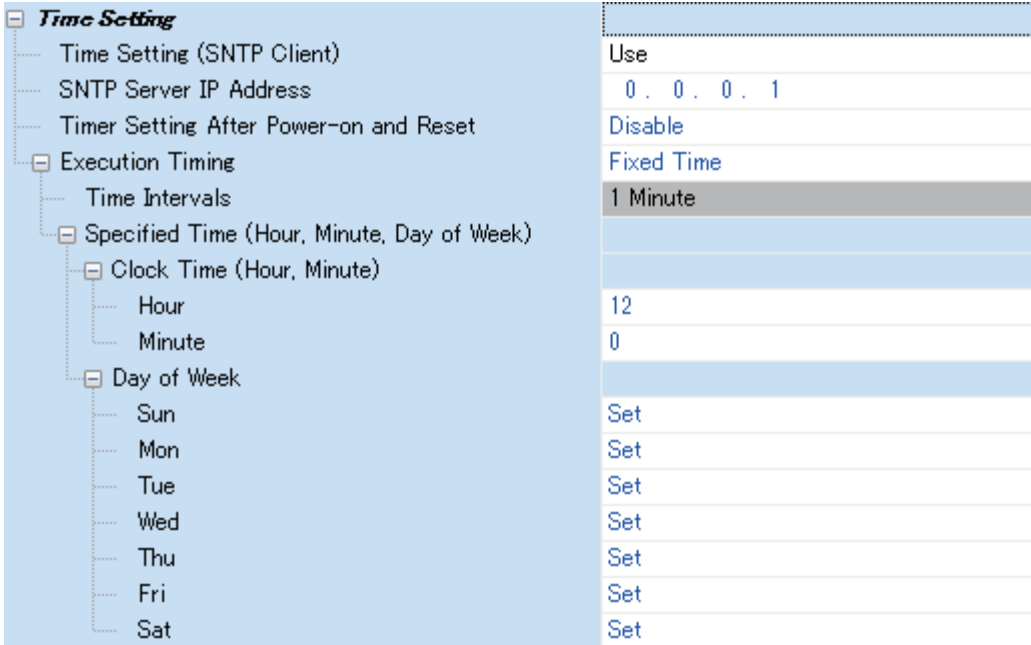 Time Setting
Time Setting (SNTP Client) Use
SNTP Server IP Address 0 . 0 . 0 . 1
Timer Setting After Power-on and Reset Disable
Execution Timing Fixed Time
Time Intervals 1 Minute
Specified Time (Hour, Minute, Day of Week)
Clock Time (Hour, Minute)
Hour 12
Minute 0
Day of Week
Sun Set
Mon Set
Tue Set
Wed Set
Thu Set
Fri Set
Sat Set